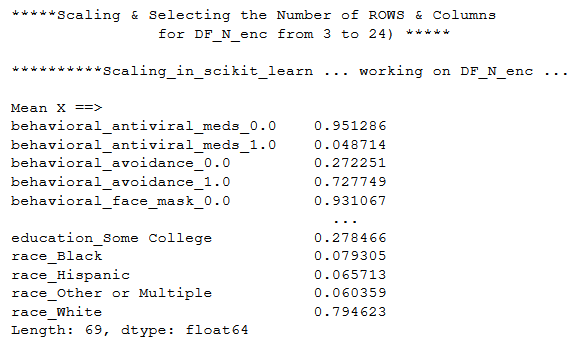 *****Scaling & Selecting the Number of ROWS & Columns
for DF_N_enc from 3 to 24) *****
**********Scaling_in_scikit_learn ... working on DF_N_enc ...
Mean X ==>
behavioral_antiviral_meds_0.0    0.951286
behavioral_antiviral_meds_1.0    0.048714
behavioral_avoidance_0.0         0.272251
behavioral_avoidance_1.0         0.727749
behavioral_face_mask_0.0         0.931067
...
education_Some College           0.278466
race_Black                       0.079305
race_Hispanic                    0.065713
race_Other or Multiple           0.060359
race_White                       0.794623
Length: 69, dtype: float64